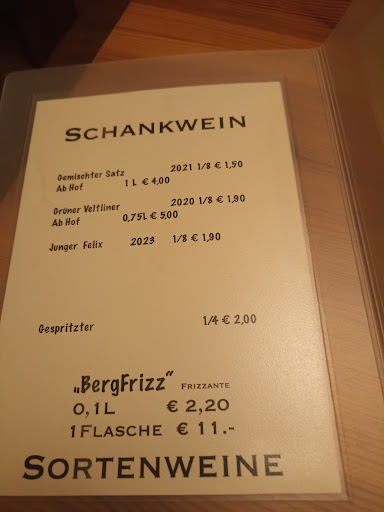 SCHANKWEIN
Gemischter Satz 2021 1/8 € 1,50
Ab Hof 1 L € 4,00
Grüner Veltliner 2020 1/8 € 1,90
Ab Hof 0,75L € 5,00
Junger Felix 2023 1/8 € 1,90
Gespritzter 1/4 € 2,00
„BergFrizz“ FRIZZANTE
0,1L € 2,20
1 FLASCHE € 11.-
SORTENWEINE